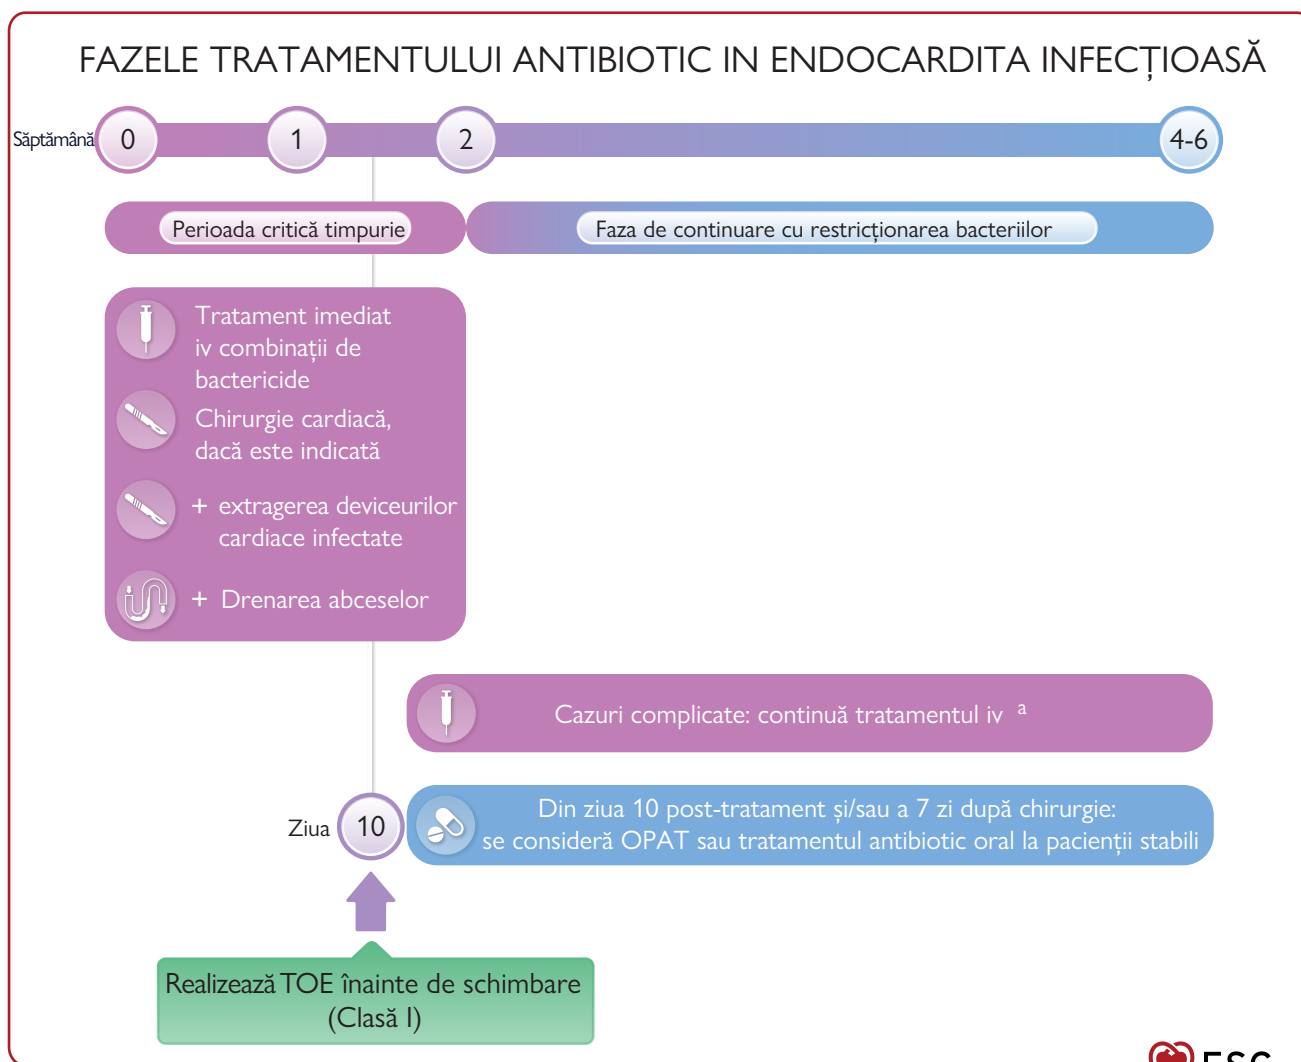 FAZELE TRATAMENTULUI ANTIBIOTIC IN ENDOCARDITA INFECȚIOASĂ
Săptămână 0 1 2 4-6
Perioada critică timpurie
Faza de continuare cu restricționarea bacteriilor
Tratament imediat
iv combinații de
bactericide
Chirurgie cardiacă,
dacă este indicată
+ extragerea deviceurilor
cardiace infectate
+ Drenarea abceselor
Cazuri complicate: continuă tratamentul iv a
Ziua 10
Din ziua 10 post-tratament și/sau a 7 zi după chirurgie:
se consideră OPAT sau tratamentul antibiotic oral la pacienții stabili
Realizează TOE înainte de schimbare
(Clasă I)
ESC